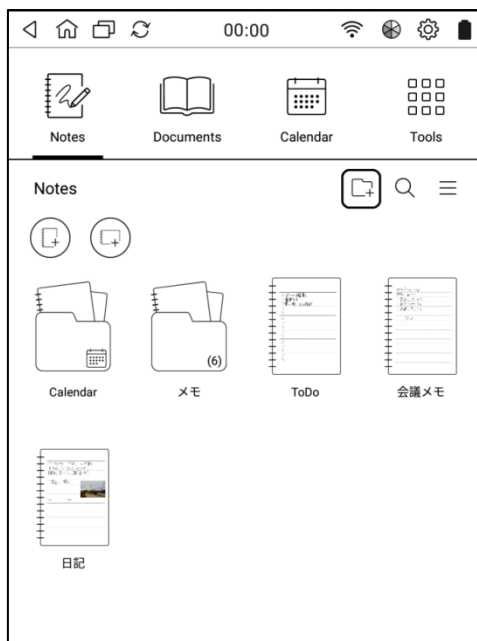 00:00
Notes
Documents
Calendar
Tools
Notes
(6)
Calendar
メモ
ToDo
会議メモ
日記